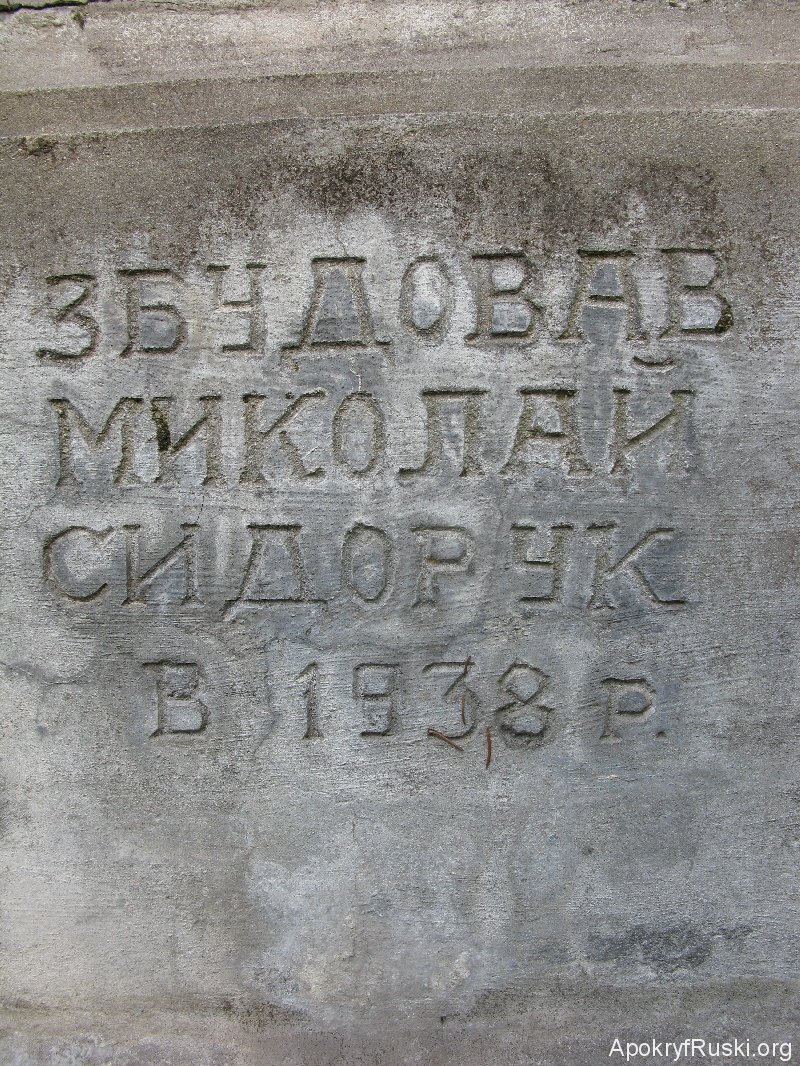 ЗБУДОВАВ
МИКОЛАЙ
СИДОРУК
В 1938 Р.
ApokryfRuski.org